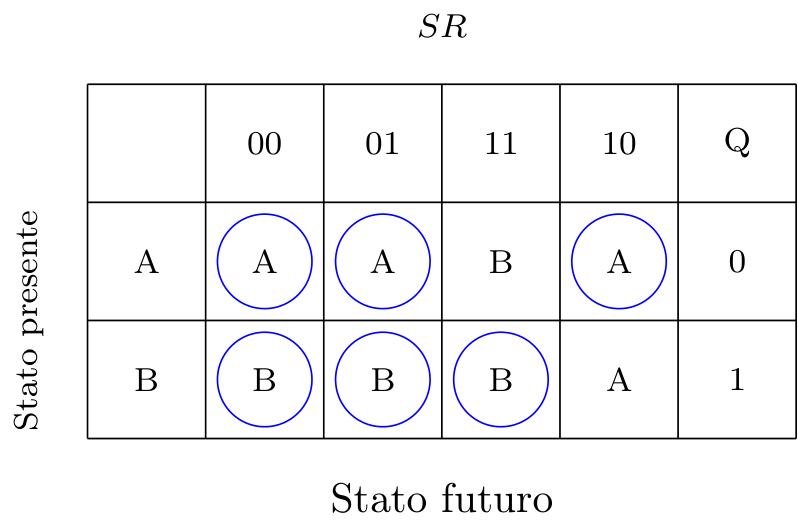 SR
00 01 11 10 Q
A A A B A 0
B B B B A 1
Stato presente
Stato futuro